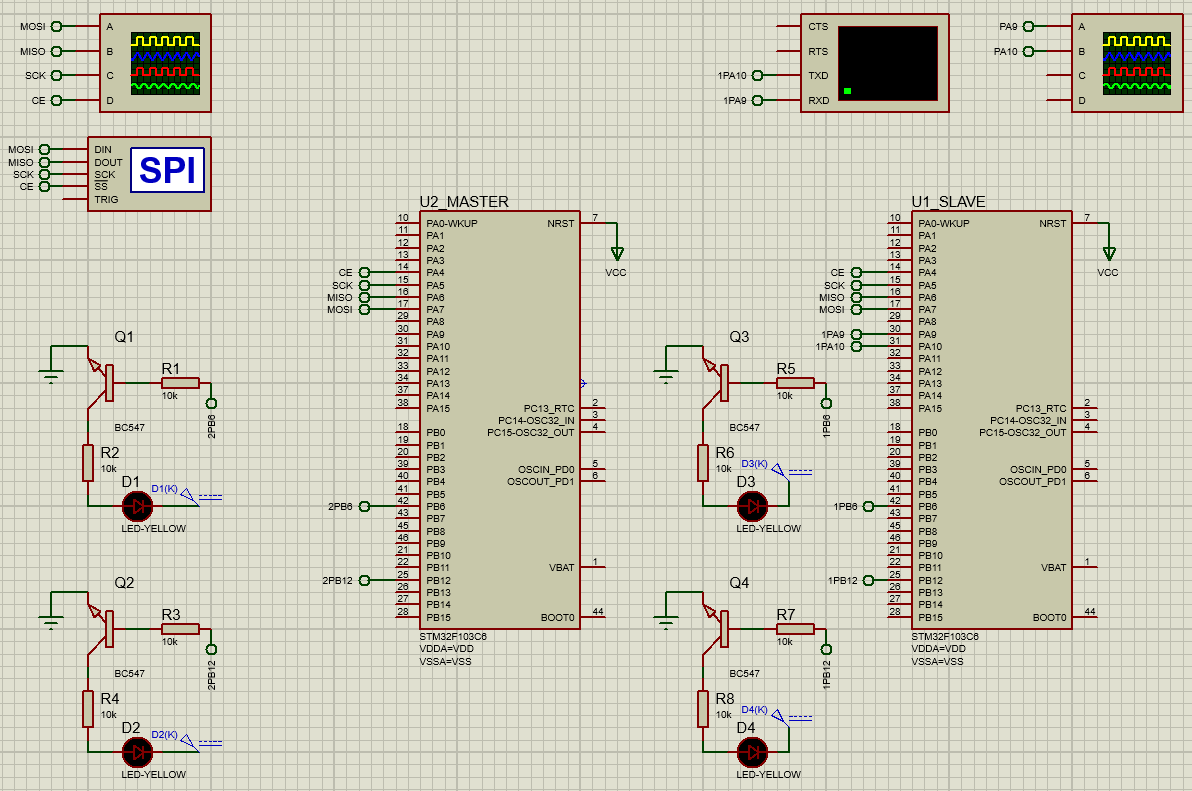 MOSI
MISO
SCK
CE
A
B
C
D
CTS
RTS
TXD
RXD
1PA10
1PA9
PA9
PA10
A
B
C
D
MOSI
MISO
SCK
CE
DIN
DOUT
SCK
SS
TRIG
SPI
U2_MASTER
10 PA0-WKUP
11 PA1
12 PA2
13 PA3
CE 14 PA4
SCK 15 PA5
MISO 16 PA6
MOSI 17 PA7
29 PA8
30 PA9
31 PA10
32 PA11
33 PA12
34 PA13
37 PA14
38 PA15
18 PB0
19 PB1
20 PB2
39 PB3
40 PB4
41 PB5
2PB6 42 PB6
43 PB7
45 PB8
46 PB9
21 PB10
22 PB11
2PB12 25 PB12
26 PB13
27 PB14
28 PB15
NRST 7
VCC
PC13_RTC 2
PC14-OSC32_IN 3
PC15-OSC32_OUT 4
OSCIN_PD0 5
OSCOUT_PD1 6
VBAT 1
BOOT0 44
STM32F103C6
VDDA=VDD
VSSA=VSS
U1_SLAVE
10 PA0-WKUP
11 PA1
12 PA2
13 PA3
CE 14 PA4
SCK 15 PA5
MISO 16 PA6
MOSI 17 PA7
29 PA8
1PA9 30 PA9
1PA10 31 PA10
32 PA11
33 PA12
34 PA13
37 PA14
38 PA15
18 PB0
19 PB1
20 PB2
39 PB3
40 PB4
41 PB5
1PB6 42 PB6
43 PB7
45 PB8
46 PB9
21 PB10
22 PB11
1PB12 25 PB12
26 PB13
27 PB14
28 PB15
NRST 7
VCC
PC13_RTC 2
PC14-OSC32_IN 3
PC15-OSC32_OUT 4
OSCIN_PD0 5
OSCOUT_PD1 6
VBAT 1
BOOT0 44
STM32F103C6
VDDA=VDD
VSSA=VSS
Q1
R1
10k
2PB6
BC547
R2
10k
D1
D1(K)
LED-YELLOW
Q2
R3
10k
2PB12
BC547
R4
10k
D2
D2(K)
LED-YELLOW
Q3
R5
10k
1PB6
BC547
R6
10k
D3
D3(K)
LED-YELLOW
Q4
R7
10k
1PB12
BC547
R8
10k
D4
D4(K)
LED-YELLOW